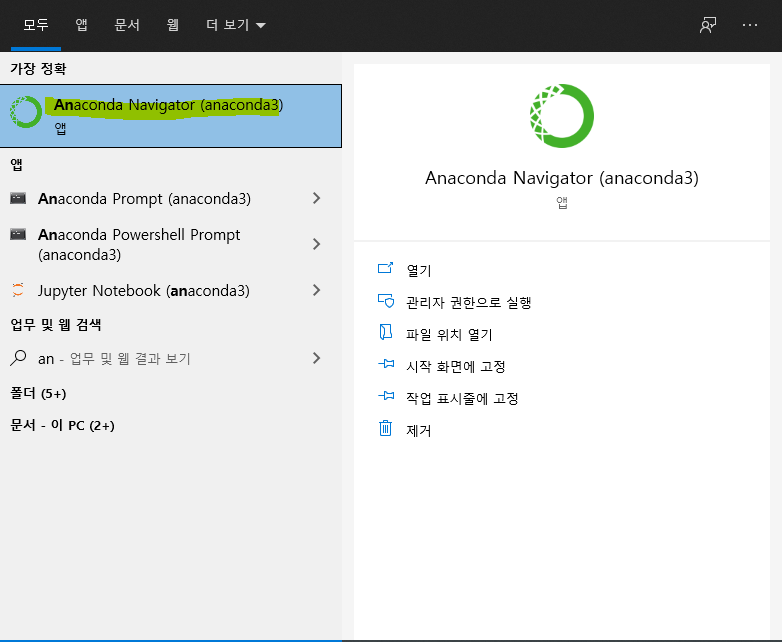 모두 앱 문서 웹 더 보기
가장 정확
Anaconda Navigator (anaconda3)
앱
앱
Anaconda Prompt (anaconda3)
Anaconda Powershell Prompt
(anaconda3)
Jupyter Notebook (anaconda3)
업무 및 웹 검색
an - 업무 및 웹 결과 보기
폴더 (5+)
문서 - 이 PC (2+)
Anaconda Navigator (anaconda3)
앱
열기
관리자 권한으로 실행
파일 위치 열기
시작 화면에 고정
작업 표시줄에 고정
제거